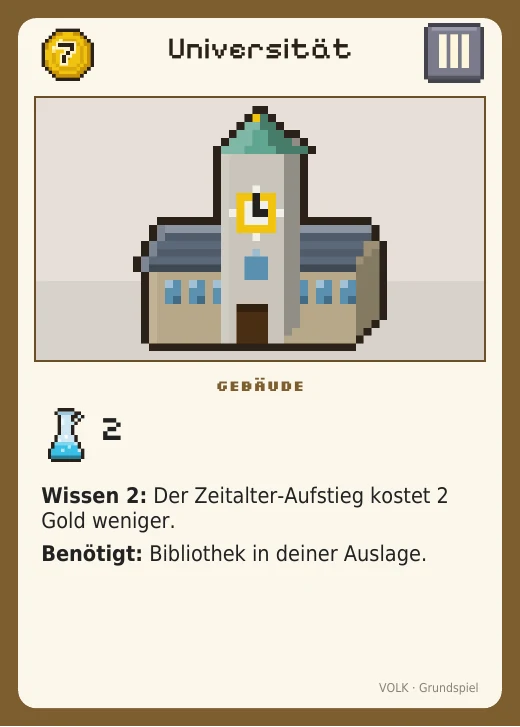 7
Universität
III
GEBÄUDE
2
Wissen 2: Der Zeitalter-Aufstieg kostet 2
Gold weniger.
Benötigt: Bibliothek in deiner Auslage.
VOLK · Grundspiel